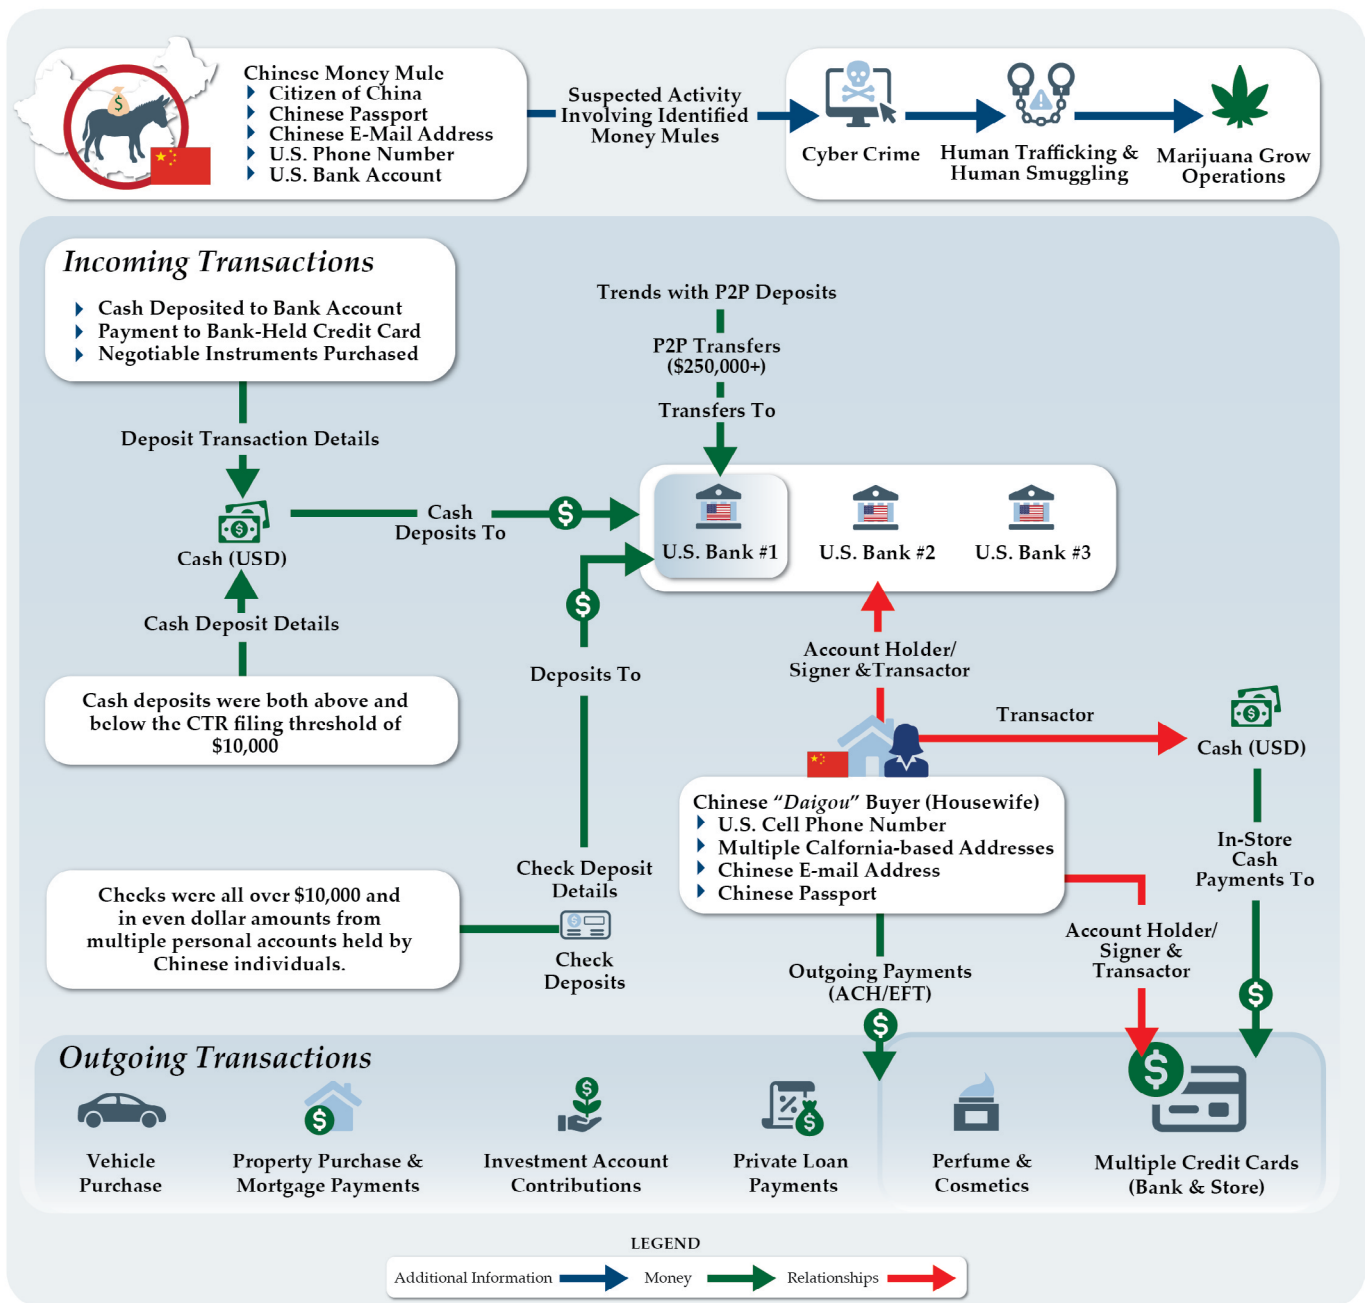 Chinese Money Mule
Citizen of China
Chinese Passport
Chinese E-Mail Address
U.S. Phone Number
U.S. Bank Account
Suspected Activity
Involving Identified
Money Mules
Cyber Crime
Human Trafficking &
Human Smuggling
Marijuana Grow
Operations
Incoming Transactions
Cash Deposited to Bank Account
Payment to Bank-Held Credit Card
Negotiable Instruments Purchased
Trends with P2P Deposits
P2P Transfers
($250,000+)
Transfers To
Deposit Transaction Details
Cash (USD)
Cash
Deposits To
U.S. Bank #1
U.S. Bank #2
U.S. Bank #3
Cash Deposit Details
Cash deposits were both above and
below the CTR filing threshold of
$10,000
Deposits To
Account Holder/
Signer &Transactor
Transactor
Cash (USD)
Chinese “Daigou” Buyer (Housewife)
U.S. Cell Phone Number
Multiple Calfornia-based Addresses
Chinese E-mail Address
Chinese Passport
In-Store
Cash
Payments To
Check Deposit
Details
Checks were all over $10,000 and
in even dollar amounts from
multiple personal accounts held by
Chinese individuals.
Check
Deposits
Outgoing Payments
(ACH/EFT)
Account Holder/
Signer &
Transactor
Outgoing Transactions
Vehicle
Purchase
Property Purchase &
Mortgage Payments
Investment Account
Contributions
Private Loan
Payments
Perfume &
Cosmetics
Multiple Credit Cards
(Bank & Store)
LEGEND
Additional Information
Money
Relationships